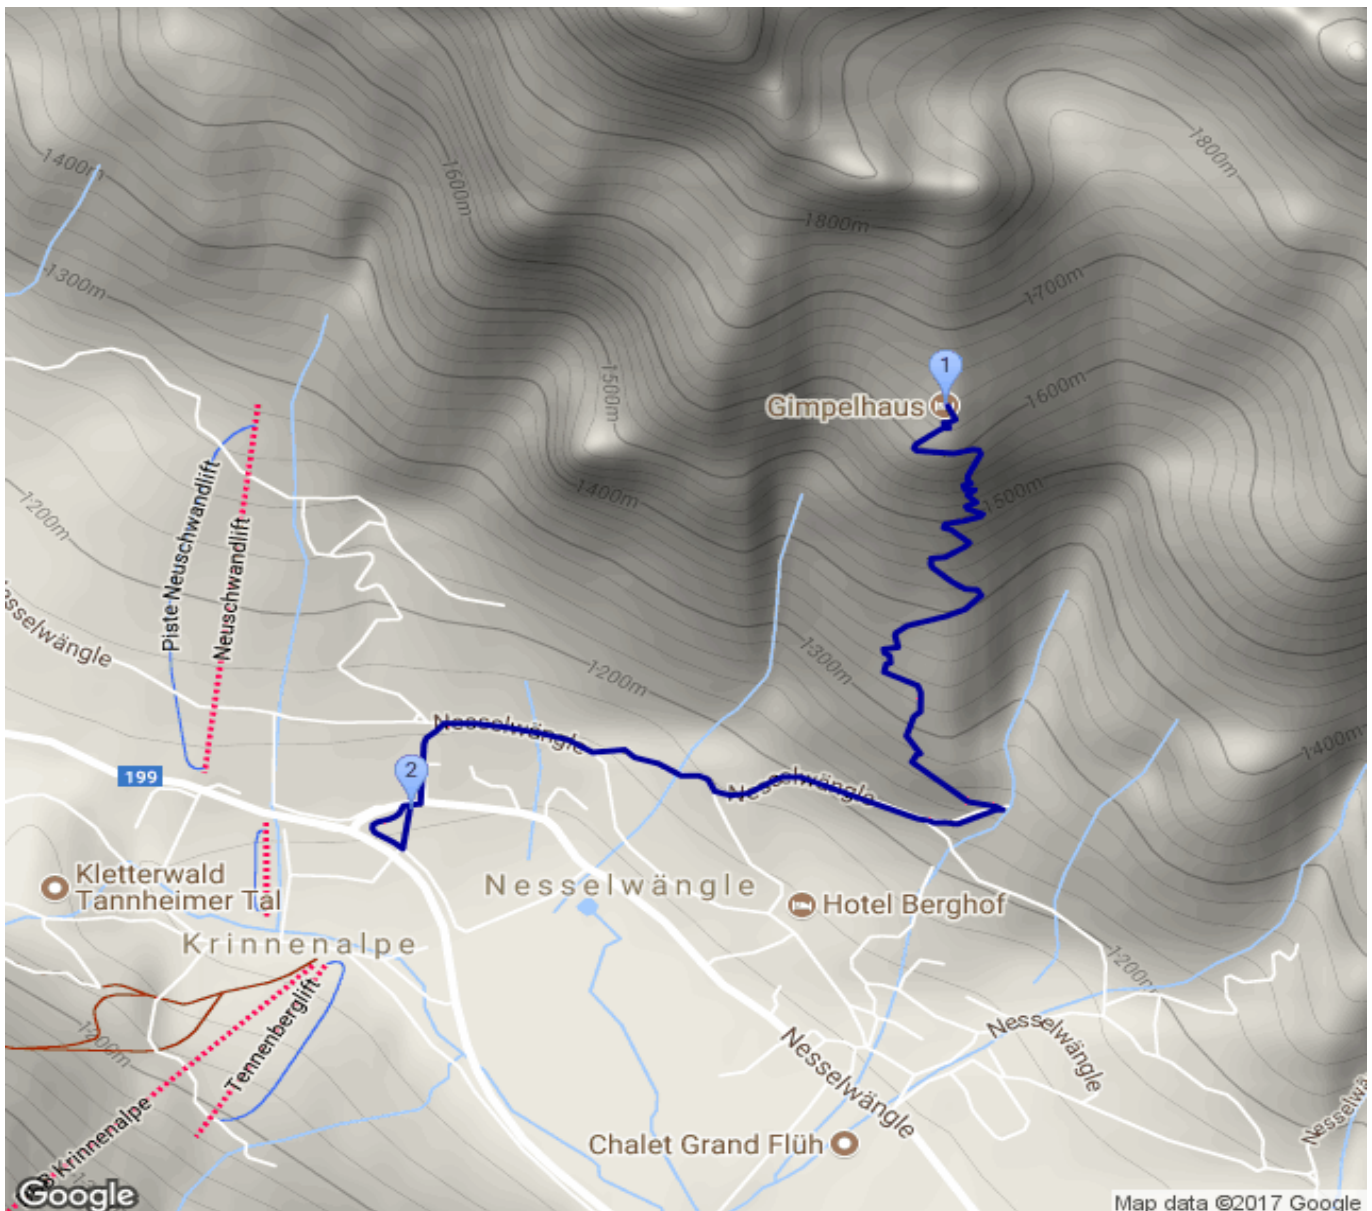 1400m
1600m
1800m
1800m
1300m
1700m
1
Gimpelhaus
1600m
1500m
1400m
1500m
1200m
Piste Neuschwandlift
Neuschwandlift
1300m
1200m
Nesselwängle
1400m
199
2
Nesselwängle
Kletterwald
Tannheimer Tal
Nesselwängle
Hotel Berghof
Krinnenalpe
1200m
Tennenberglift
Nesselwängle
Nesselwängle
Krinnenalpe
Chalet Grand Flüh
Google
Map data ©2017 Google